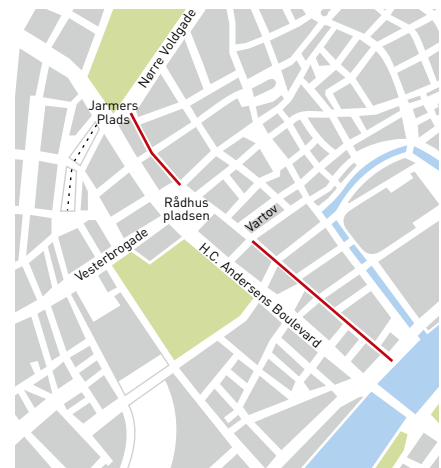 Nørre Voldgade
Jarmers
Plads
Rådhus
pladsen
Vartov
Vesterbrogade
H.C. Andersens Boulevard